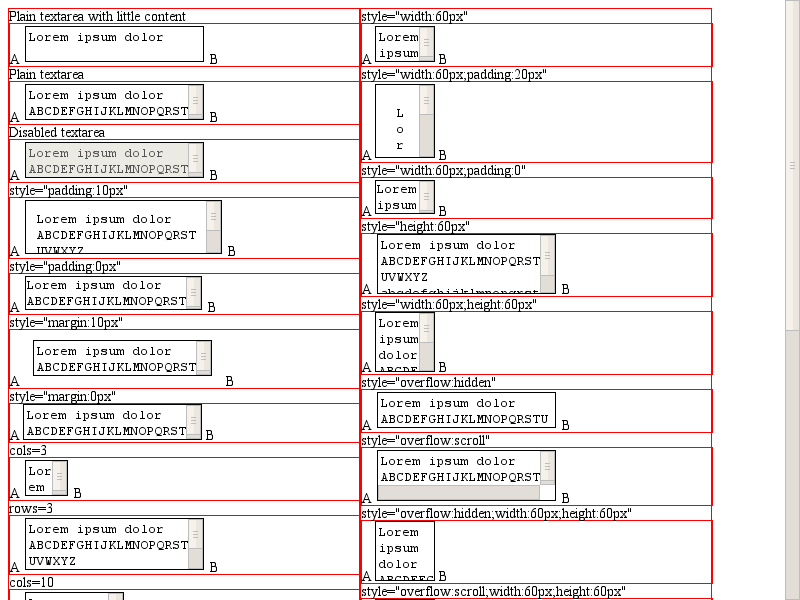 Plain textarea with little content
Lorem ipsum dolor
A B
Plain textarea
Lorem ipsum dolor
ABCDEFGHIJKLMNOPQRST
A B
Disabled textarea
Lorem ipsum dolor
ABCDEFGHIJKLMNOPQRST
A B
style="padding:10px"
Lorem ipsum dolor
ABCDEFGHIJKLMNOPQRST
UVWXYZ
A B
style="padding:0px"
Lorem ipsum dolor
ABCDEFGHIJKLMNOPQRST
A B
style="margin:10px"
Lorem ipsum dolor
ABCDEFGHIJKLMNOPQRST
A B
style="margin:0px"
Lorem ipsum dolor
ABCDEFGHIJKLMNOPQRST
A B
cols=3
Lor
em
A B
rows=3
Lorem ipsum dolor
ABCDEFGHIJKLMNOPQRST
UVWXYZ
A B
cols=10
style="width:60px"
Lorem
ipsum
A B
style="width:60px;padding:20px"
L
o
r
A B
style="width:60px;padding:0"
Lorem
ipsum
A B
style="height:60px"
Lorem ipsum dolor
ABCDEFGHIJKLMNOPQRST
UVWXYZ
abcdefghijklmnopqrst
A B
style="width:60px;height:60px"
Lorem
ipsum
dolor
ABCDE
A B
style="overflow:hidden"
Lorem ipsum dolor
ABCDEFGHIJKLMNOPQRSTU
A B
style="overflow:scroll"
Lorem ipsum dolor
ABCDEFGHIJKLMNOPQRST
A B
style="overflow:hidden;width:60px;height:60px"
Lorem
ipsum
dolor
ABCDEFG
A B
style="overflow:scroll;width:60px;height:60px"